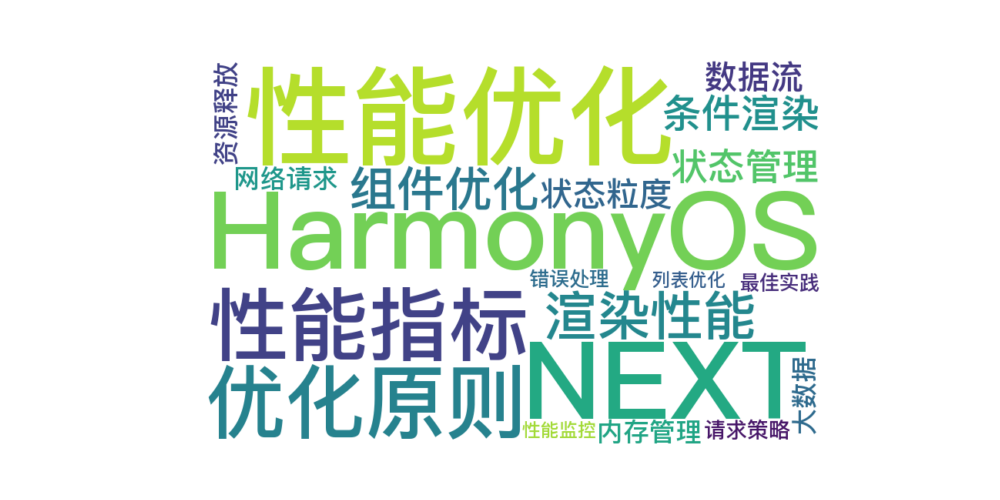 资源释放
性能优化
数据流
条件渲染
网络请求
组件优化
状态粒度
状态管理
HarmonyOS
错误处理
列表优化
最佳实践
性能指标
渲染性能
优化原则
NEXT
大数据
性能监控
内存管理
请求策略